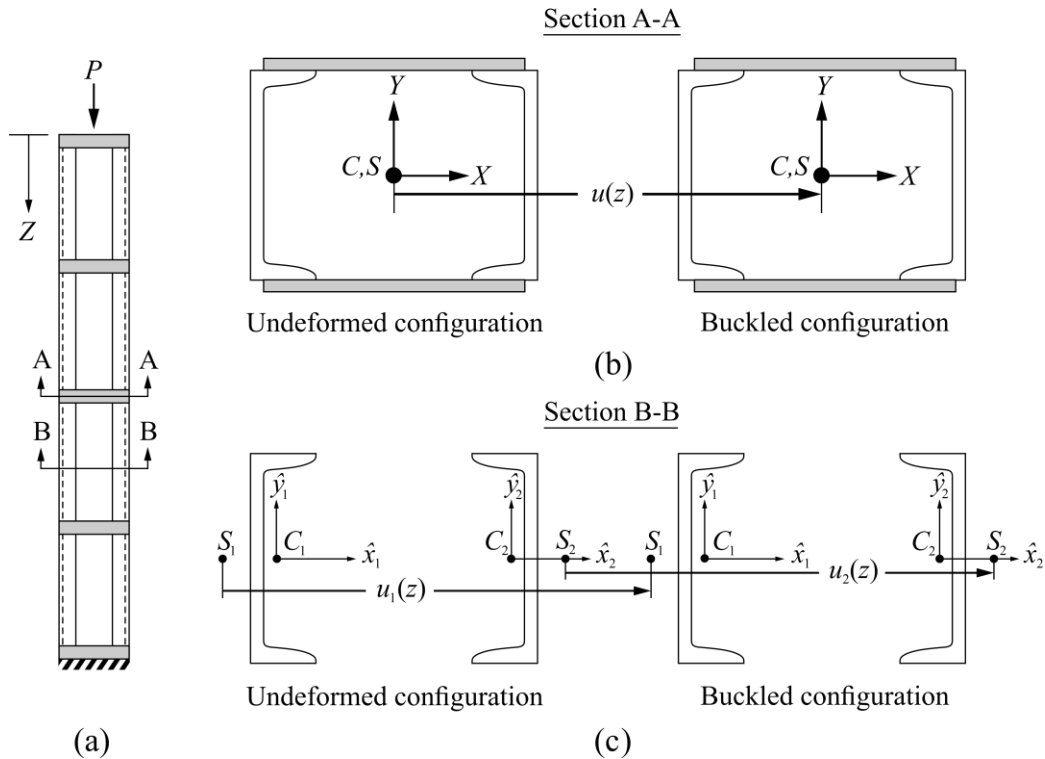 Section A-A
P
Z
A A
B B
Y Y
C,S X C,S X
u(z)
Undeformed configuration Buckled configuration
(b)
Section B-B
ŷ₁ ŷ₂ ŷ₁ ŷ₂
S₁ C₁ x̂₁ C₂ S₂ x̂₂ S₁ C₁ x̂₁ C₂ S₂ x̂₂
u₁(z) u₂(z)
Undeformed configuration Buckled configuration
(a) (c)